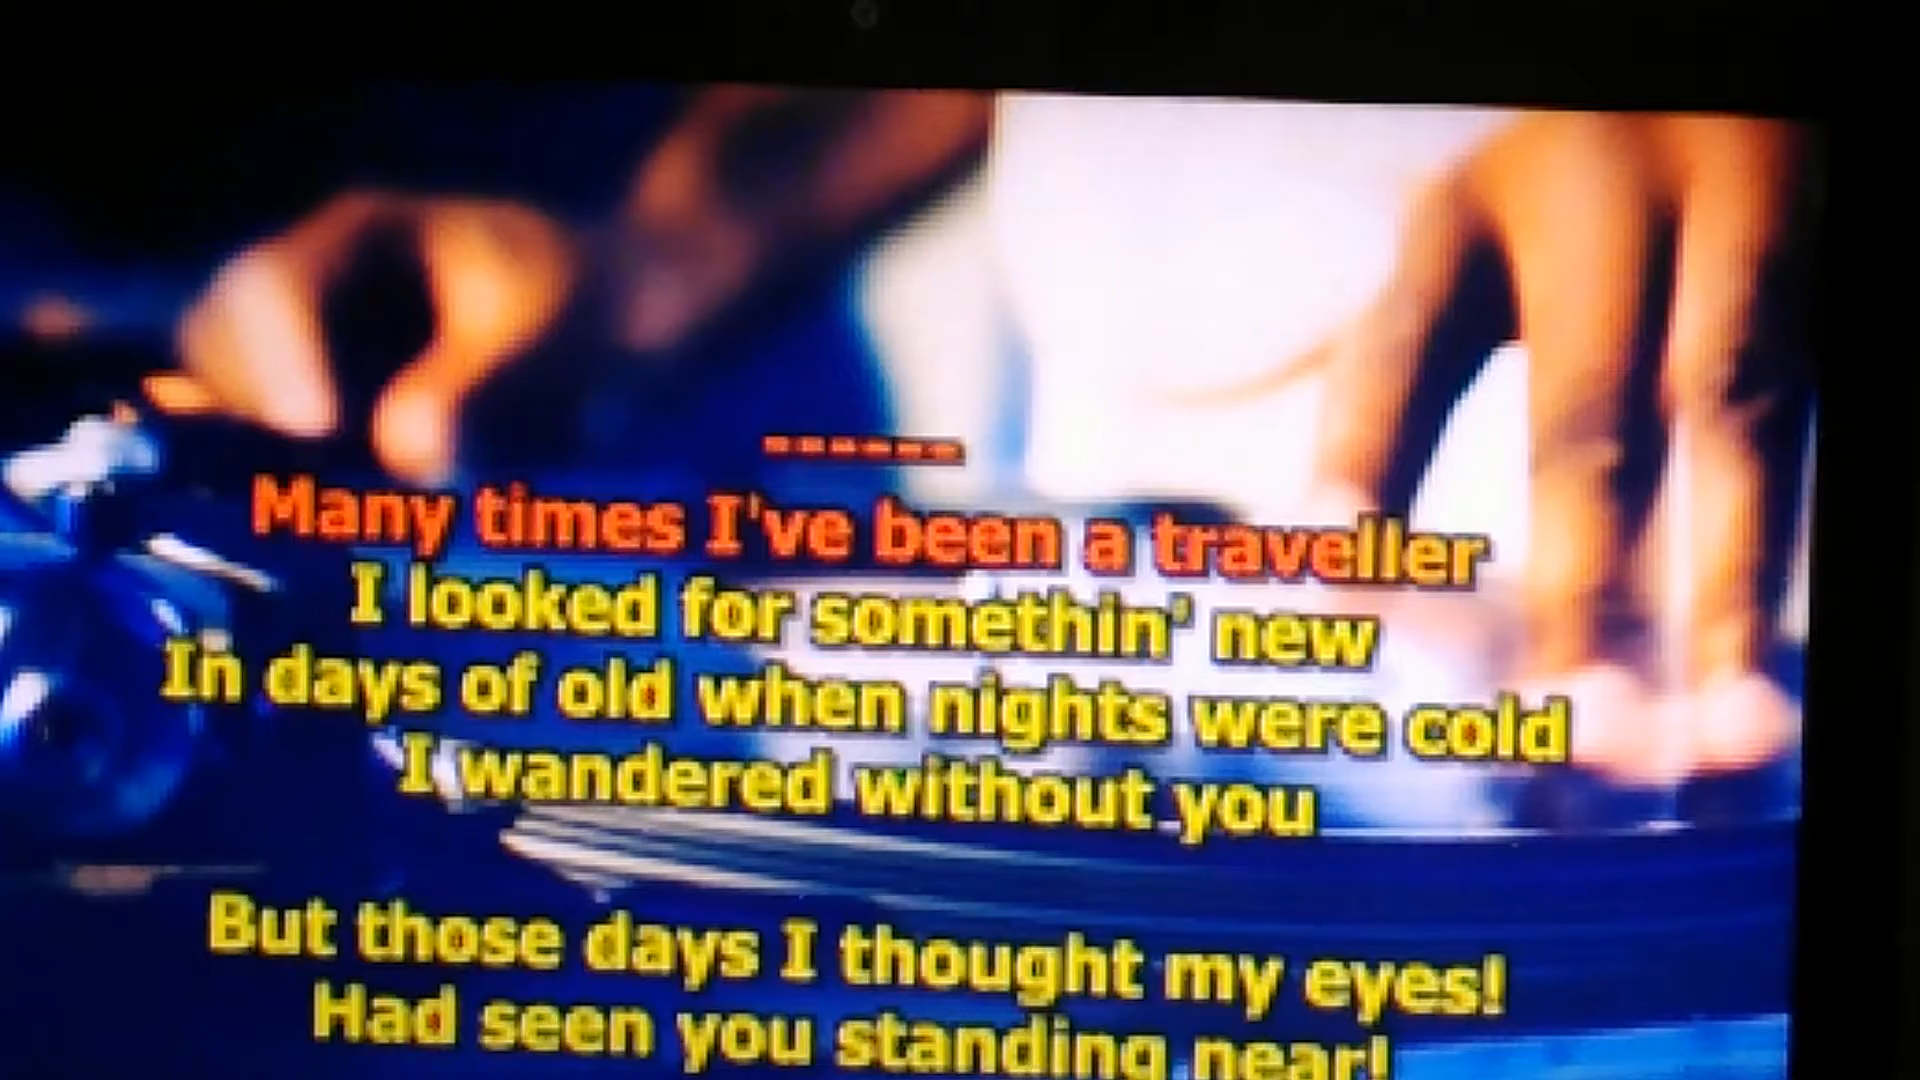 Many times I've been a traveller
I looked for somethin' new
In days of old when nights were cold
I wandered without you
But those days I thought my eyes!
Had seen you standing near!